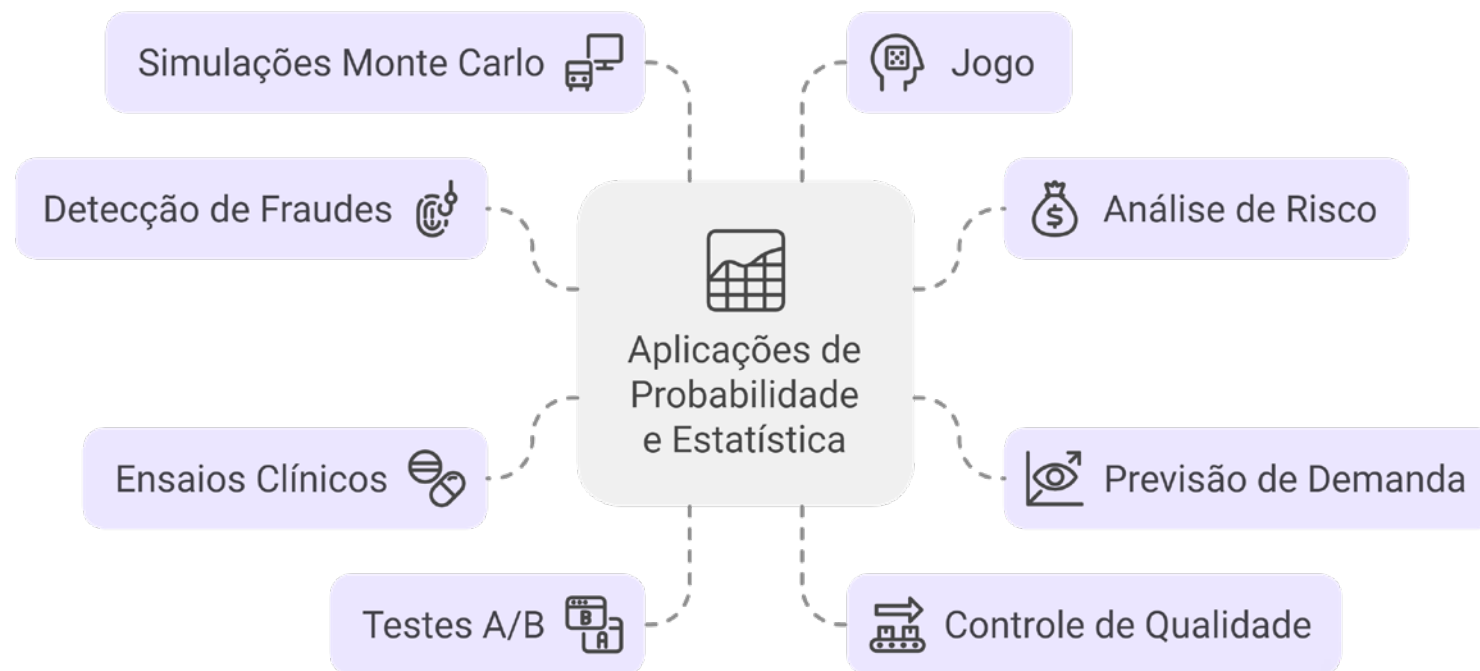 Simulações Monte Carlo
Jogo
Detecção de Fraudes
Análise de Risco
Aplicações de
Probabilidade
e Estatística
Ensaios Clínicos
Previsão de Demanda
Testes A/B
B
A
Controle de Qualidade